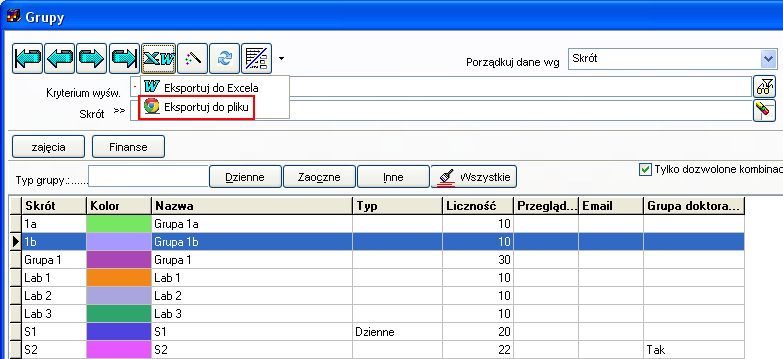 Grupy
XW
Porządkuj dane wg Skrót
W Eksportuj do Excela
Kryterium wyśw.
Eksportuj do pliku
Skrót >>
zajęcia Finanse
Typ grupy.:...... Dzienne Zaoczne Inne Wszystkie Tylko dozwolone kombinac
Skrót Kolor Nazwa Typ Liczność Przegląd... Email Grupa doktora...
1a Grupa 1a 10
1b Grupa 1b 10
Grupa 1 Grupa 1 30
Lab 1 Lab 1 10
Lab 2 Lab 2 10
Lab 3 Lab 3 10
S1 S1 Dzienne 20
S2 S2 22 Tak